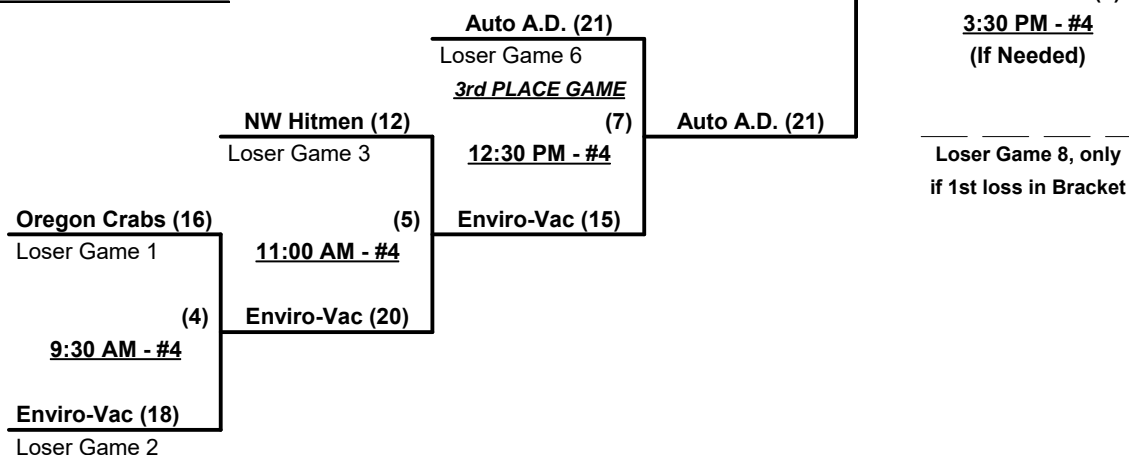 Auto A.D. (21)
Loser Game 6
3rd PLACE GAME
(7)
12:30 PM - #4
Auto A.D. (21)
3:30 PM - #4
(If Needed)
Loser Game 8, only
if 1st loss in Bracket
NW Hitmen (12)
Loser Game 3
(5)
11:00 AM - #4
Enviro-Vac (15)
Oregon Crabs (16)
Loser Game 1
(4)
9:30 AM - #4
Enviro-Vac (20)
Enviro-Vac (18)
Loser Game 2